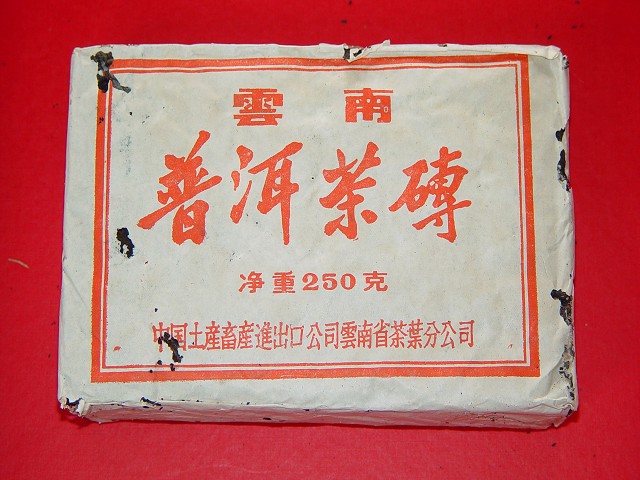 雲南
普洱茶磚
净重250克
中国土産畜産進出口公司雲南省茶葉分公司